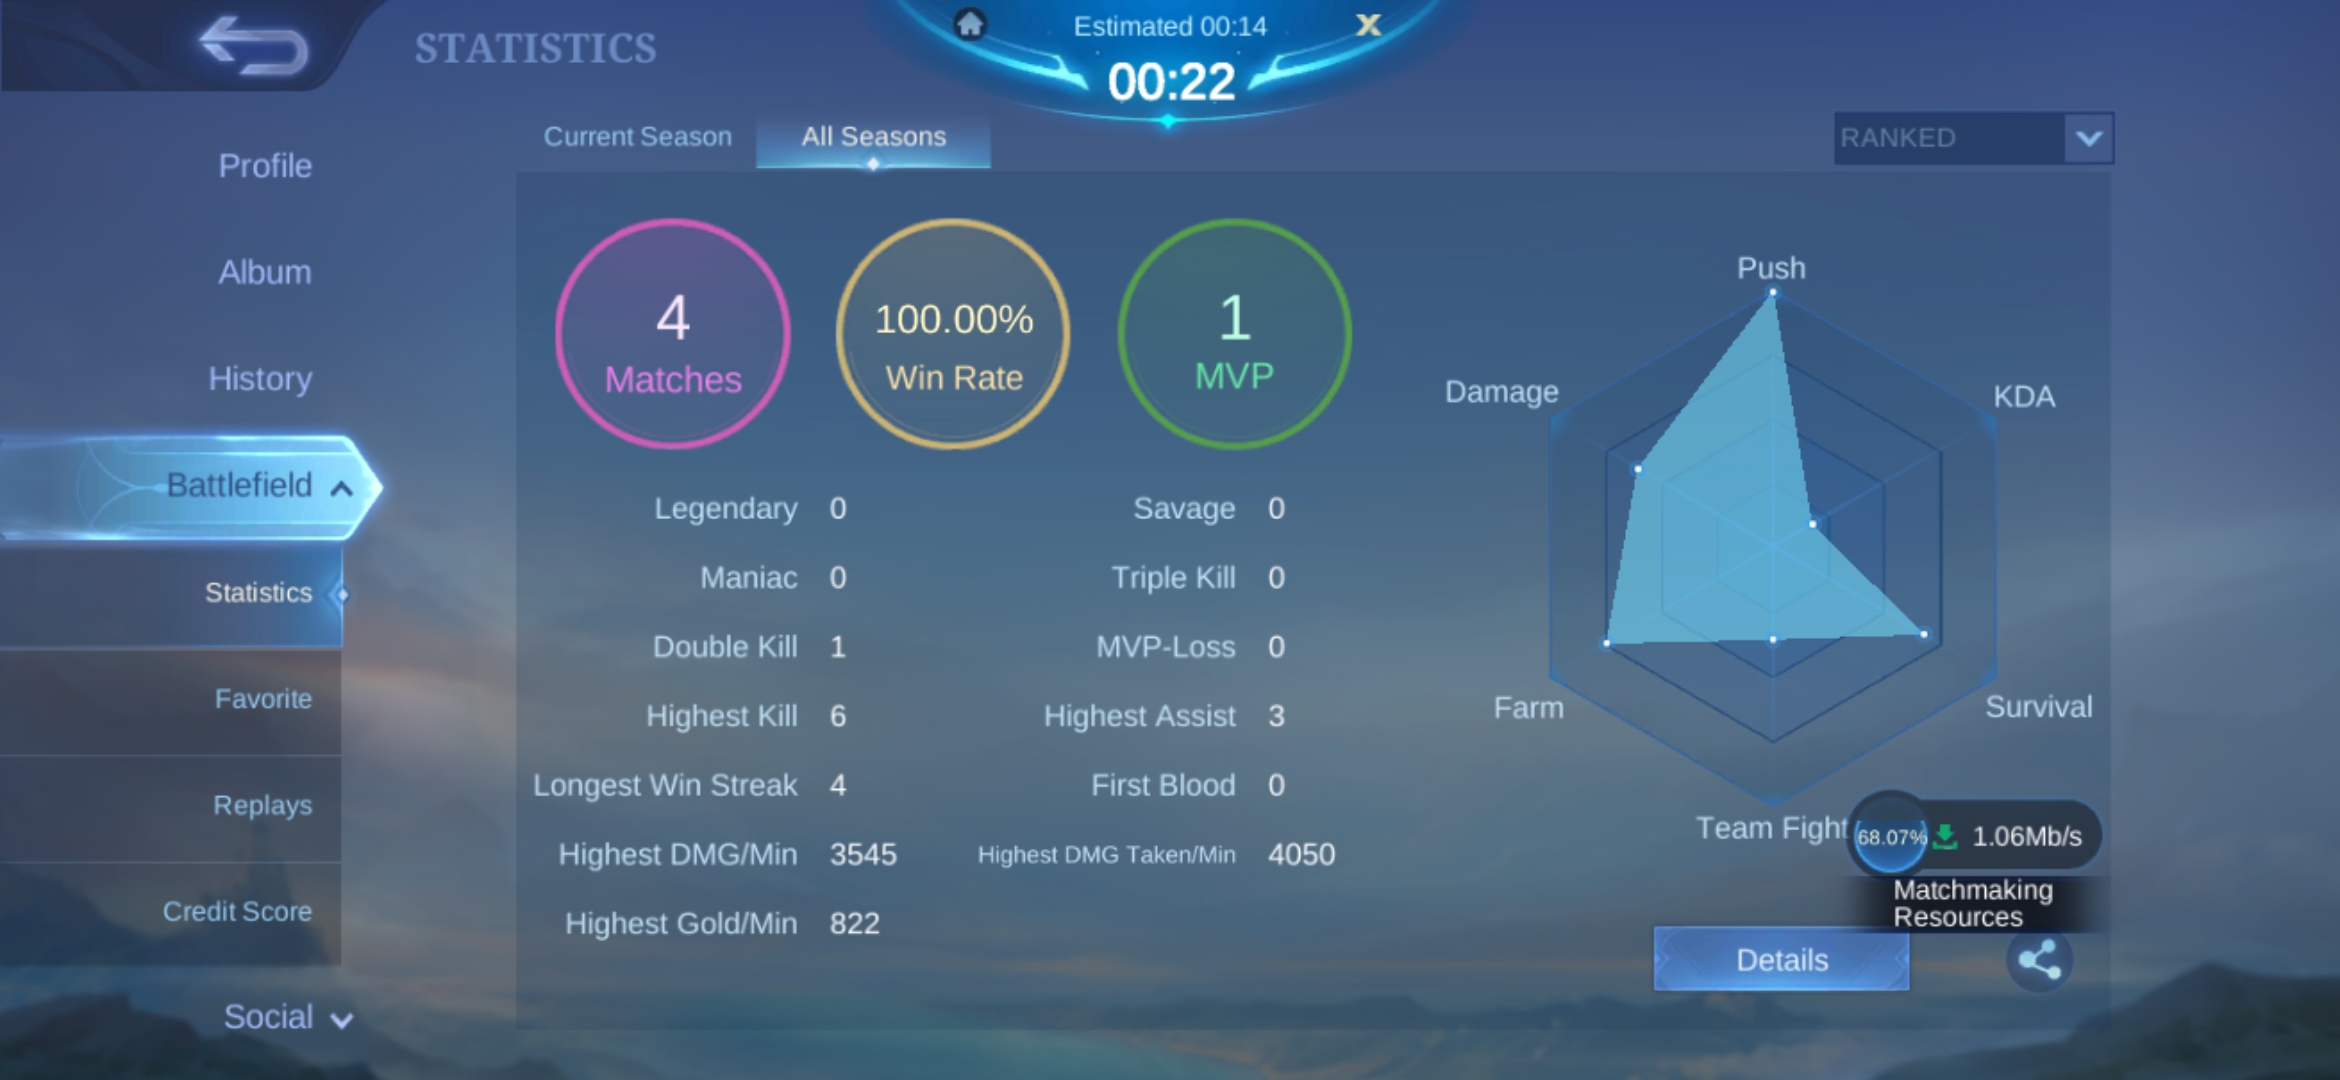 STATISTICS
Estimated 00:14
X
00:22
Current Season
All Seasons
RANKED
Profile
Album
History
Battlefield
Statistics
Favorite
Replays
Credit Score
Social
4
Matches
100.00%
Win Rate
1
MVP
Legendary 0
Savage 0
Maniac 0
Triple Kill 0
Double Kill 1
MVP-Loss 0
Highest Kill 6
Highest Assist 3
Longest Win Streak 4
First Blood 0
Highest DMG/Min 3545
Highest DMG Taken/Min 4050
Highest Gold/Min 822
Push
Damage
KDA
Farm
Survival
Team Fight
68.07%
1.06Mb/s
Matchmaking
Resources
Details